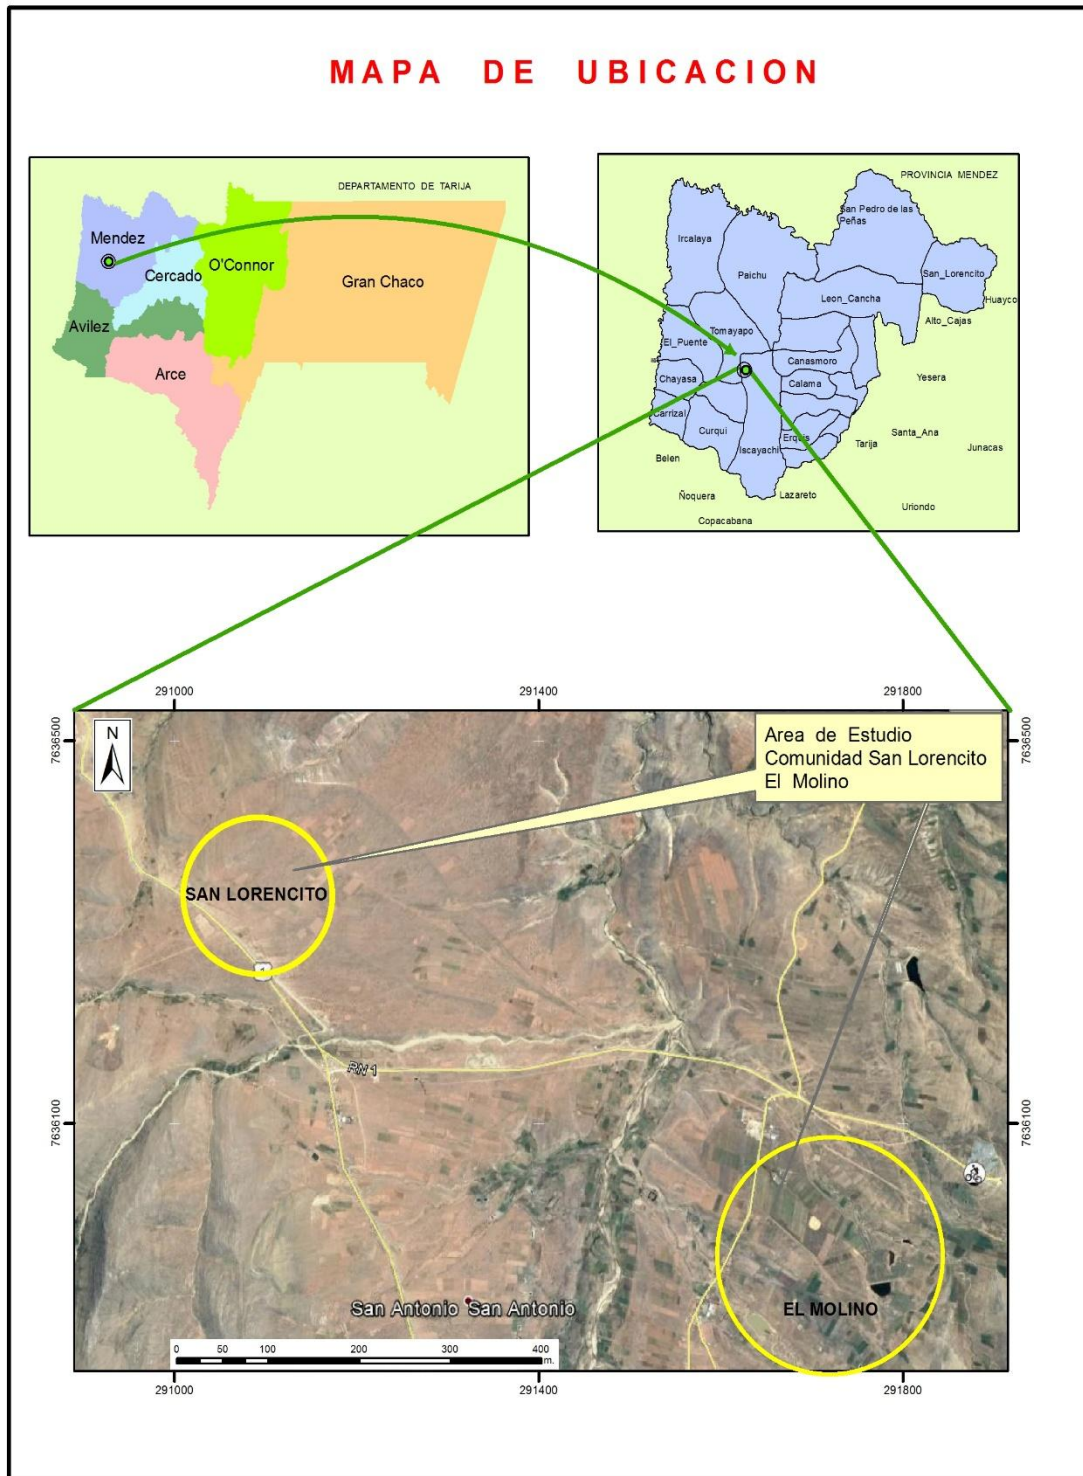 MAPA DE UBICACION
DEPARTAMENTO DE TARIJA
Mendez
Cercado
O'Connor
Gran Chaco
Avilez
Arce
PROVINCIA MENDEZ
San Pedro de las
Peñas
Ircalaya
Paichu
San_Lorencito
Leon_Cancha
Huayco
Alto_Cajas
Tomayapo
El_Puente
Canasmoro
Chayasa
Calama
Yesera
Carrizal
Curqui
Erquis
Santa_Ana
Iscayachi
Tarija
Junacas
Belen
Ñoquera
Lazareto
Uriondo
Copacabana
291000
291400
291800
7636500
7636500
N
Area de Estudio
Comunidad San Lorencito
El Molino
SAN LORENCITO
1
RN 1
7636100
7636100
San Antonio San Antonio
EL MOLINO
0 50 100 200 300 400
m.
291000
291400
291800